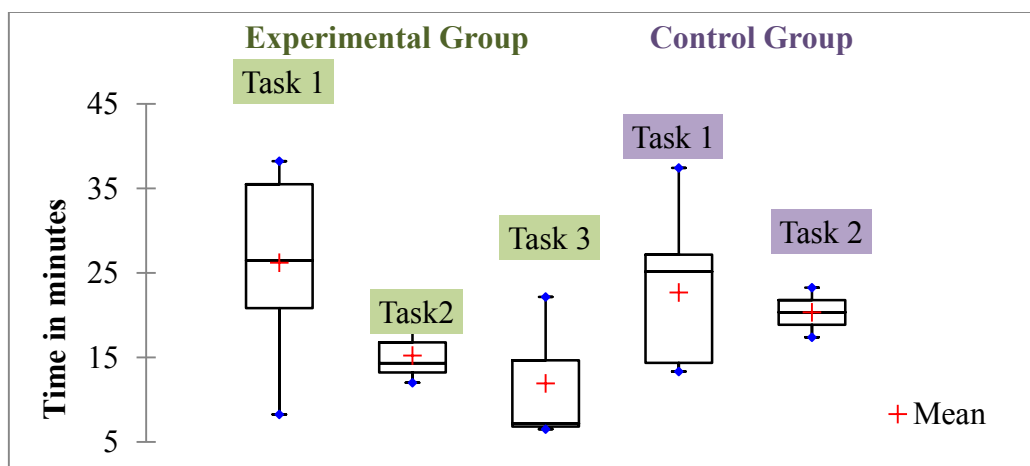 Experimental Group
Control Group
Task 1
45
Task 1
35
Task 2
Task 3
25
Task2
15
Mean
5
Time in minutes